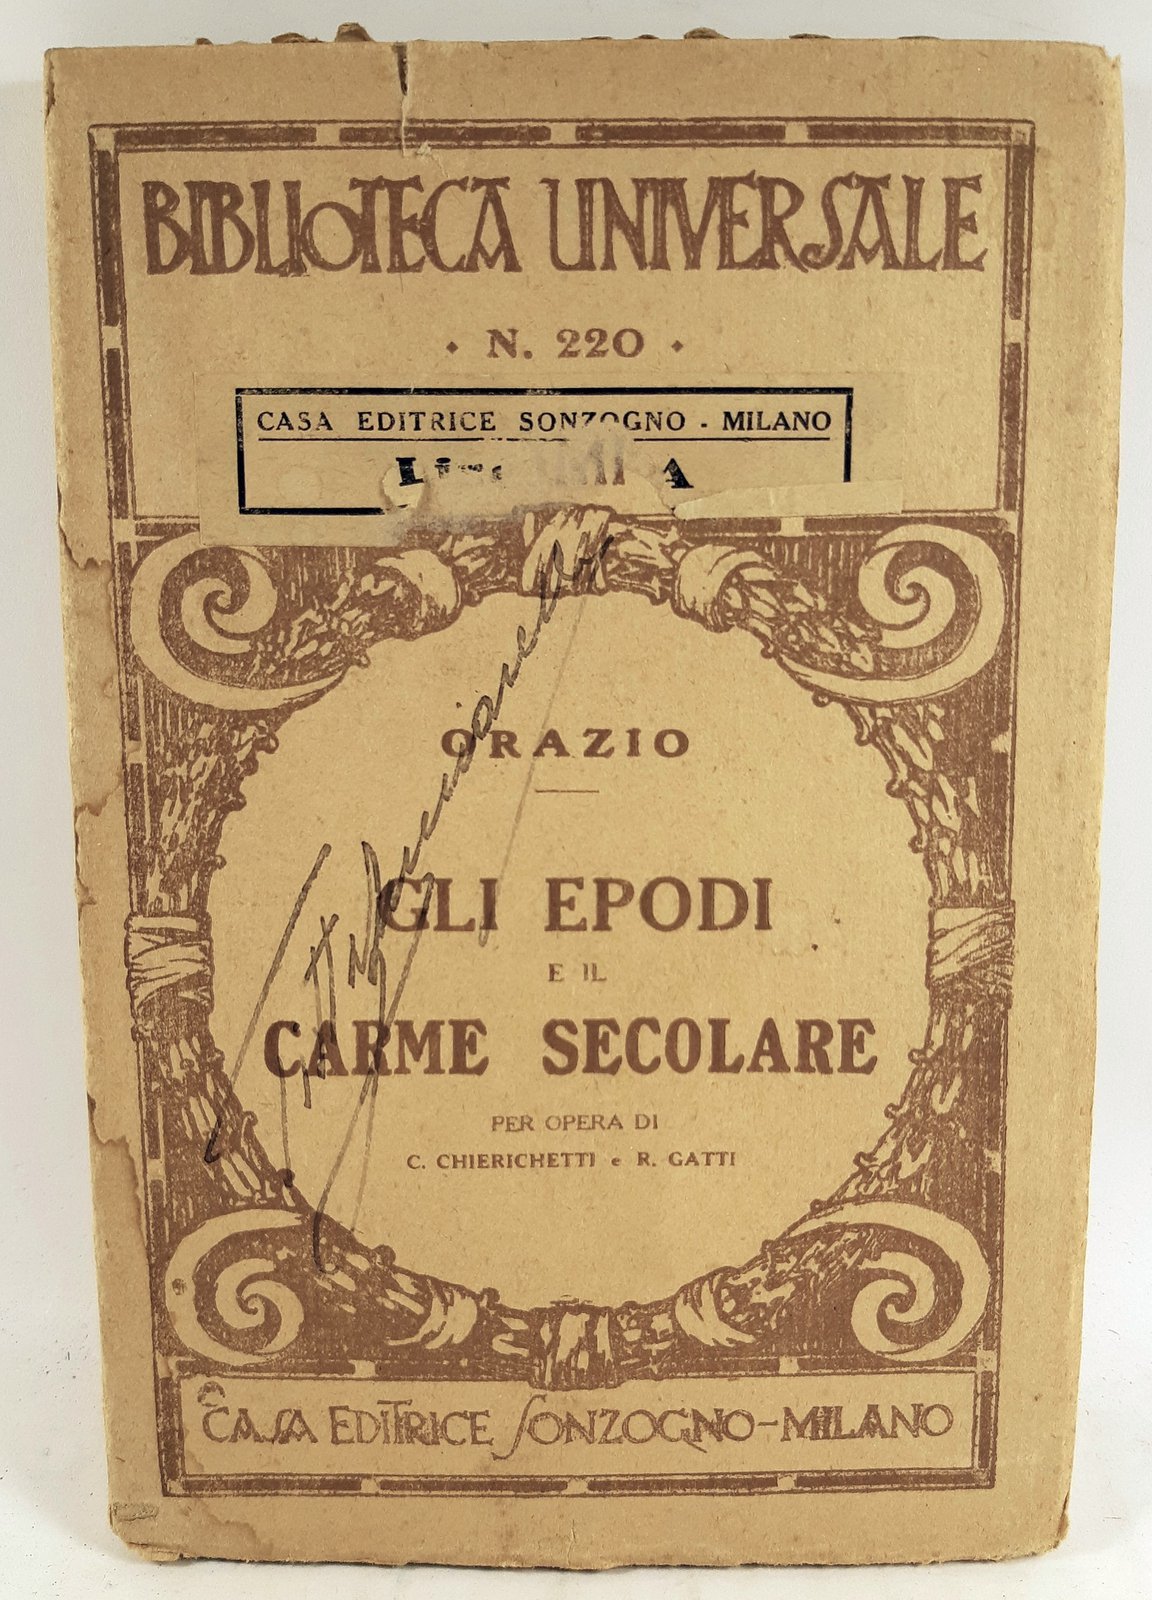 BIBLIOTECA UNIVERSALE
· N. 220 ·
CASA EDITRICE SONZOGNO - MILANO
ORAZIO
GLI EPODI
E IL
CARME SECOLARE
PER OPERA DI
C. CHIERICHETTI e R. GATTI
CASA EDITRICE SONZOGNO-MILANO